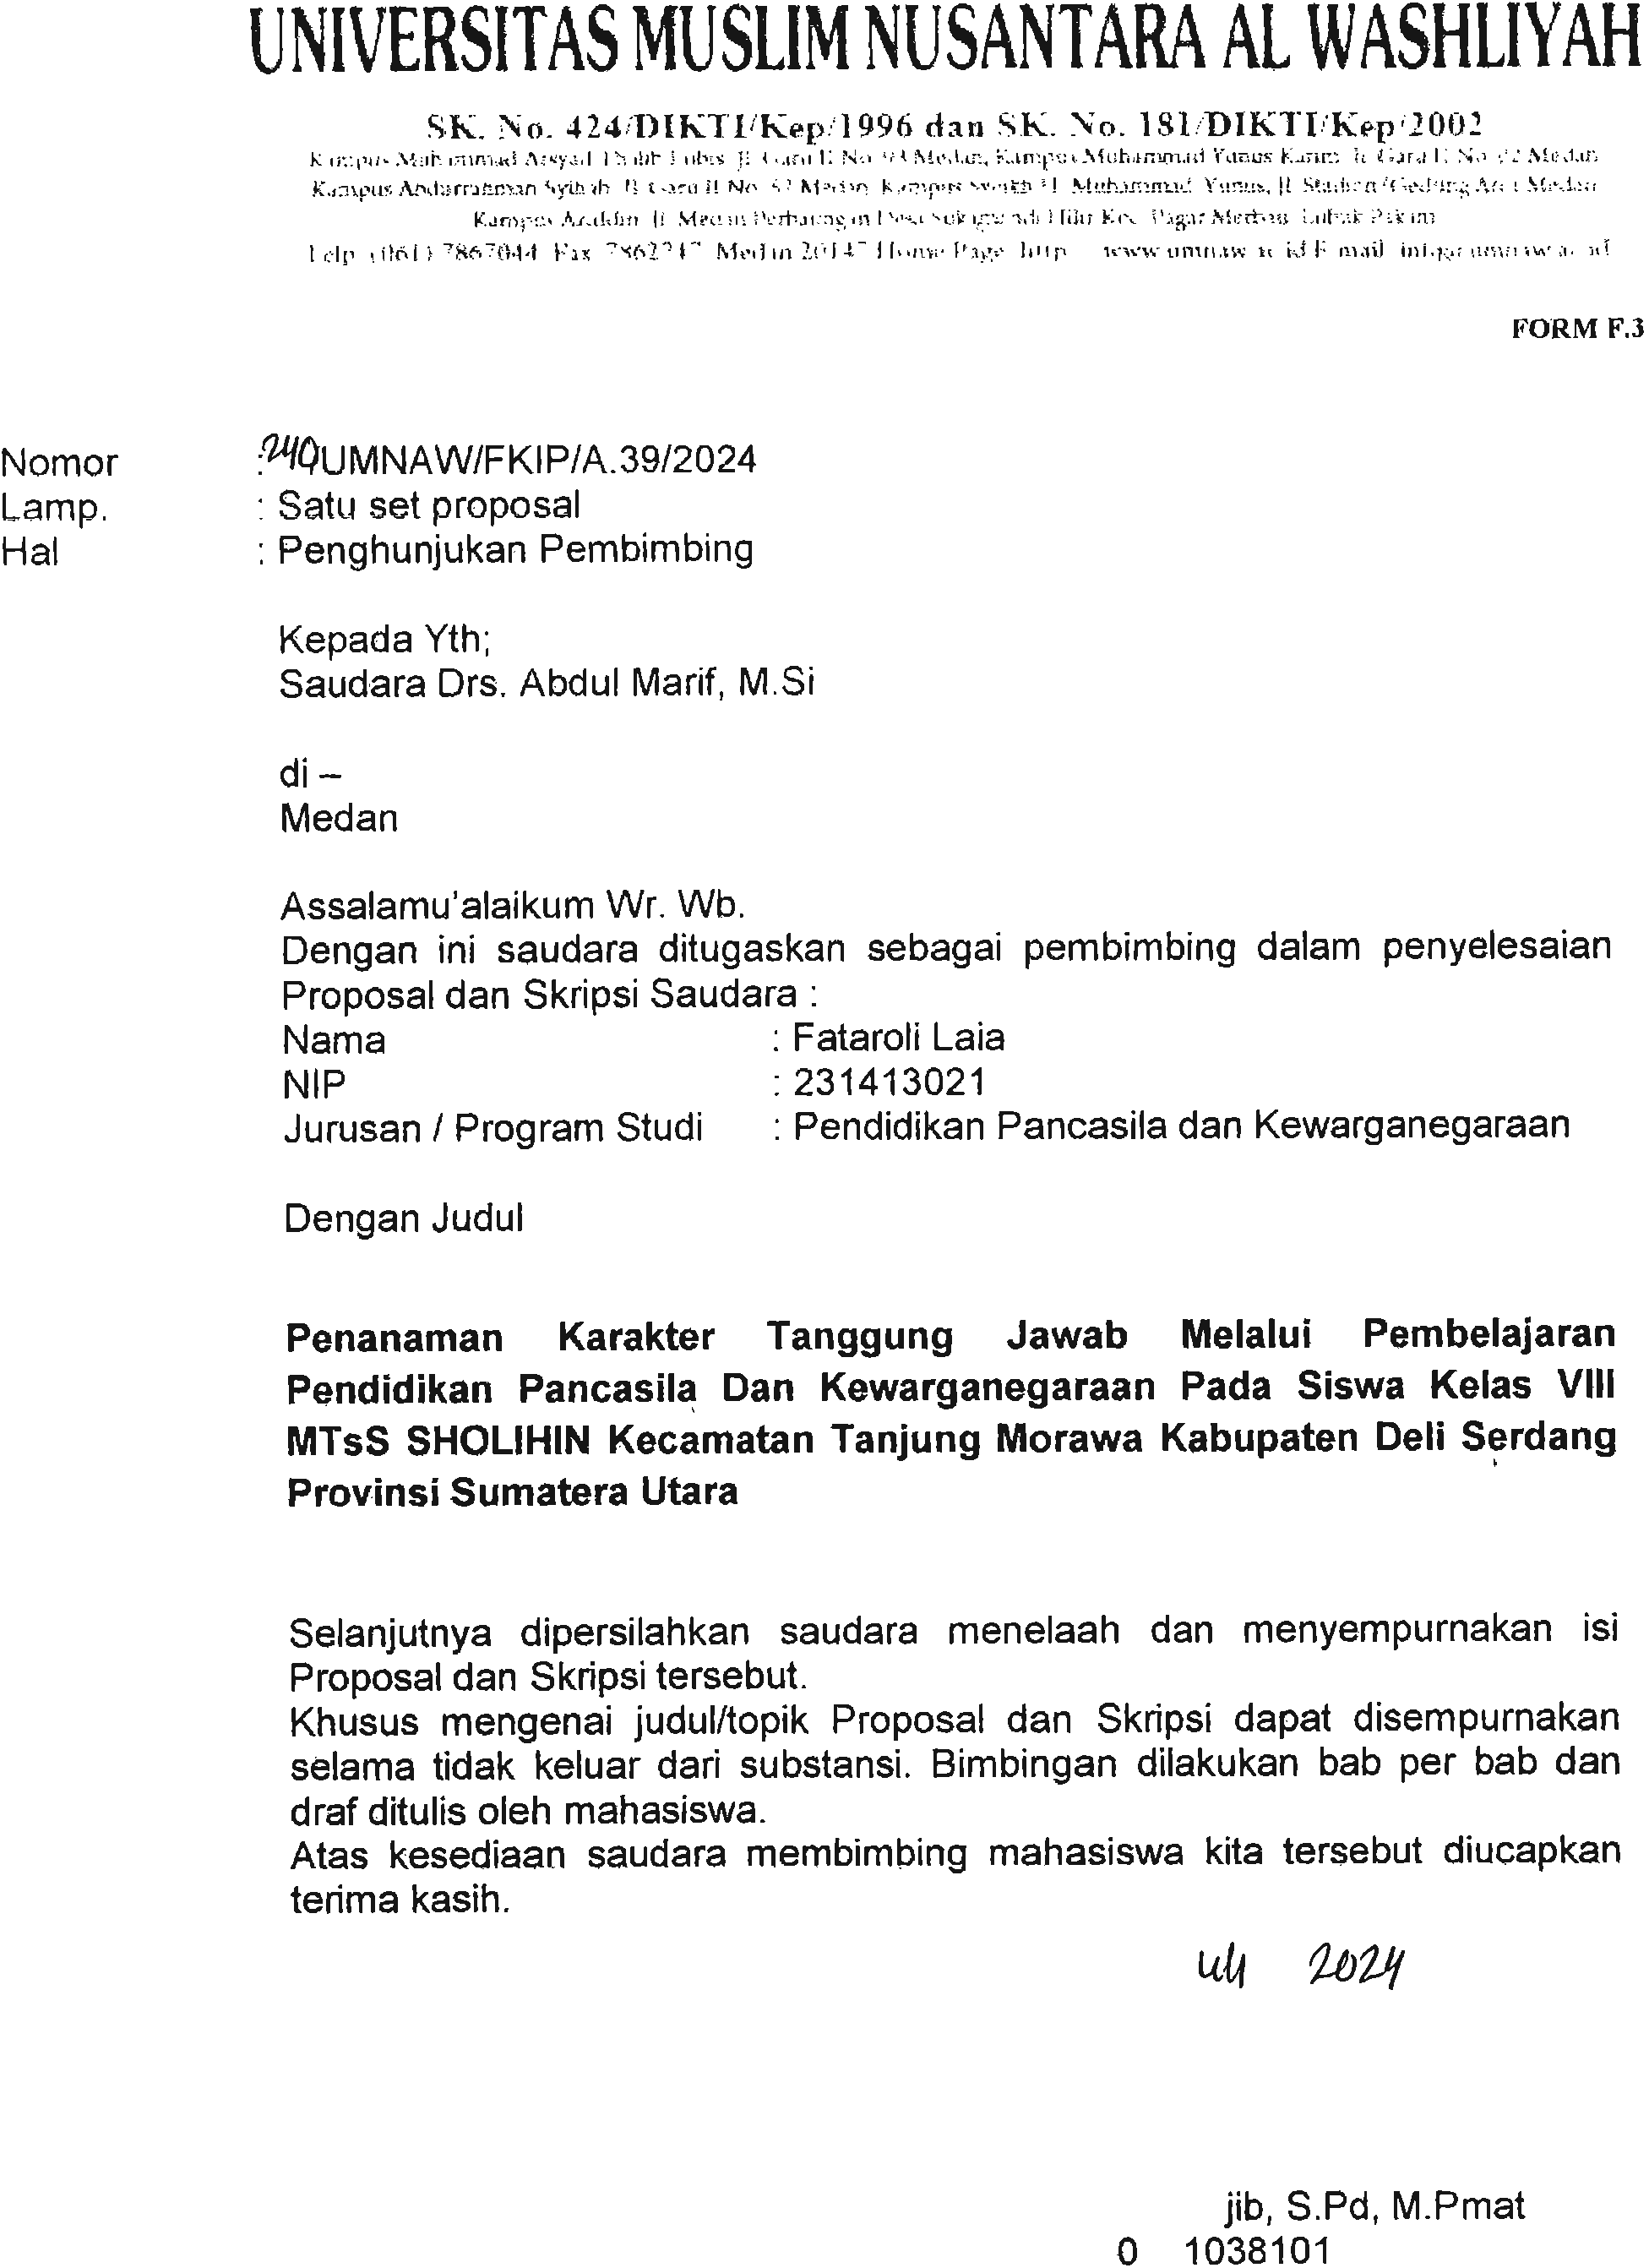 UNIVERSITAS MUSLIM NUSANTARA AL WASHLIYAH
SK. No. 424/DIKTI/Kep/1996 dan SK. No. 181/DIKTI/Kep/2002
FORM F.3
Nomor : 240UMNAW/FKIP/A.39/2024
Lamp. : Satu set proposal
Hal : Penghunjukan Pembimbing
Kepada Yth;
Saudara Drs. Abdul Marif, M.Si
di –
Medan
Assalamu'alaikum Wr. Wb.
Dengan ini saudara ditugaskan sebagai pembimbing dalam penyelesaian
Proposal dan Skripsi Saudara :
Nama : Fataroli Laia
NIP : 231413021
Jurusan / Program Studi : Pendidikan Pancasila dan Kewarganegaraan
Dengan Judul
Penanaman Karakter Tanggung Jawab Melalui Pembelajaran
Pendidikan Pancasila Dan Kewarganegaraan Pada Siswa Kelas VIII
MTsS SHOLIHIN Kecamatan Tanjung Morawa Kabupaten Deli Serdang
Provinsi Sumatera Utara
Selanjutnya dipersilahkan saudara menelaah dan menyempurnakan isi
Proposal dan Skripsi tersebut.
Khusus mengenai judul/topik Proposal dan Skripsi dapat disempurnakan
selama tidak keluar dari substansi. Bimbingan dilakukan bab per bab dan
draf ditulis oleh mahasiswa.
Atas kesediaan saudara membimbing mahasiswa kita tersebut diucapkan
terima kasih.
2024
jib, S.Pd, M.Pmat
0 1038101